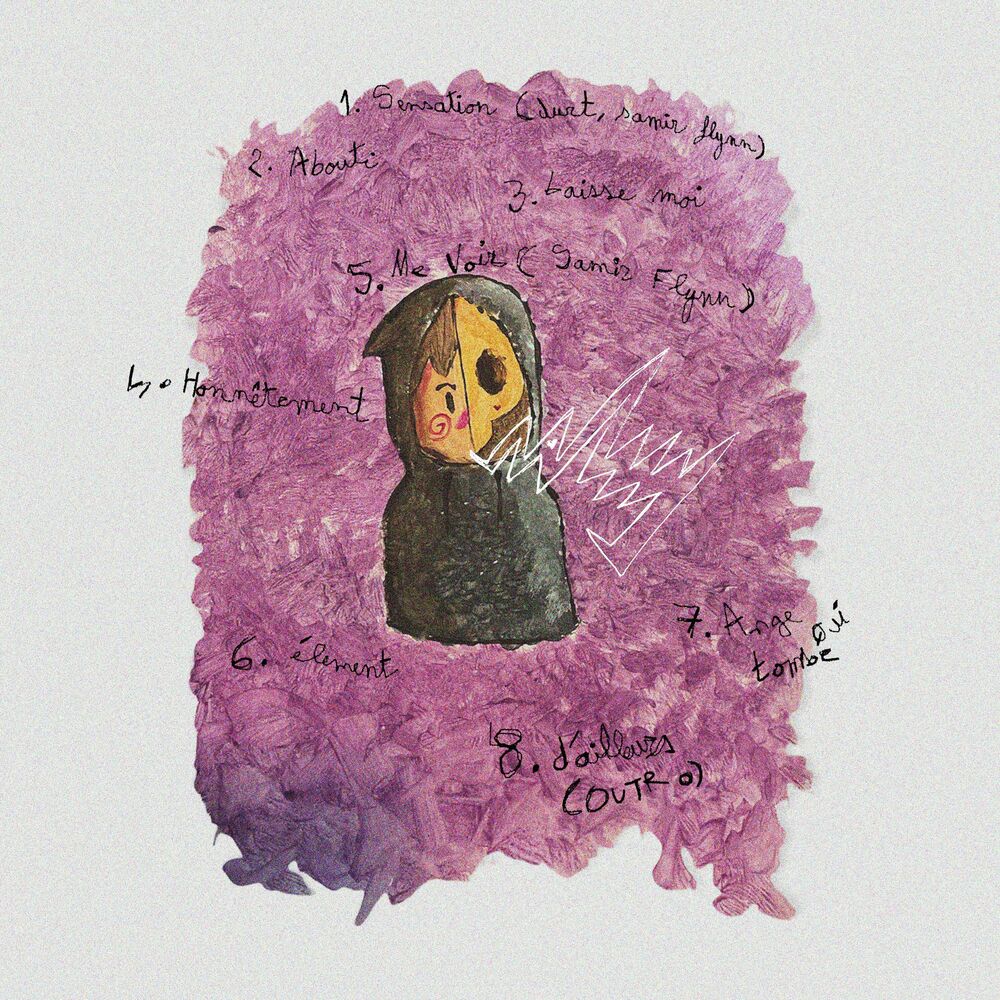 1. Sensation (durt, samir flynn)
2. Abouti
3. Laisse moi
5. Me Voir (Samir Flynn)
4. Honnêtement
6. élement
7. Ange qui
tombe
8. d'ailleurs
(OUTRO)